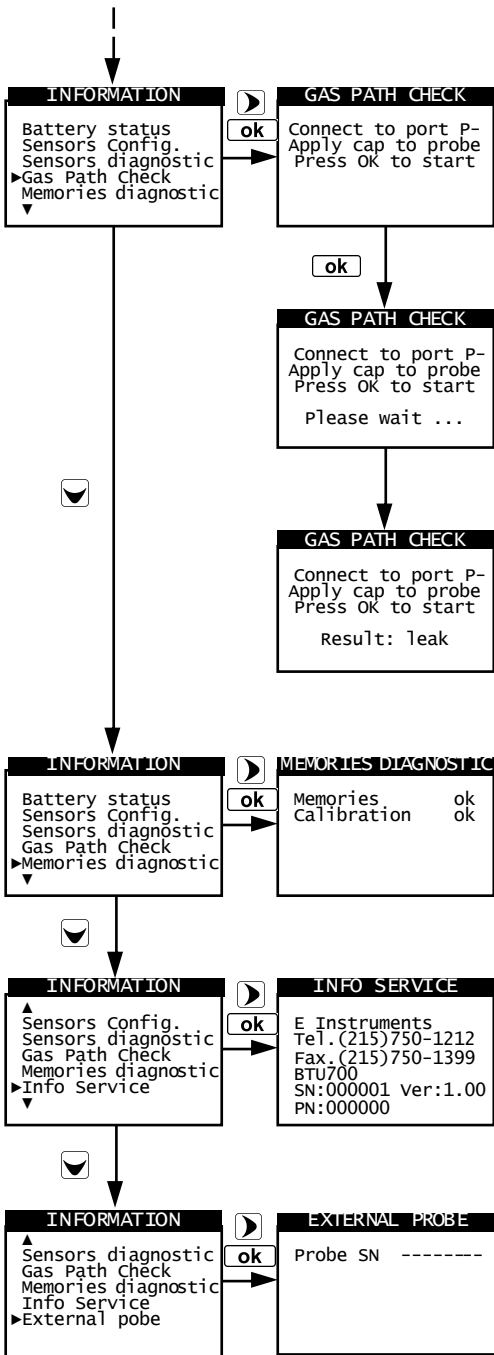 INFORMATION
Battery status
Sensors Config.
Sensors diagnostic
▶Gas Path Check
Memories diagnostic
▼
ok
GAS PATH CHECK
Connect to port P-
Apply cap to probe
Press OK to start
ok
GAS PATH CHECK
Connect to port P-
Apply cap to probe
Press OK to start
Please wait ...
GAS PATH CHECK
Connect to port P-
Apply cap to probe
Press OK to start
Result: leak
INFORMATION
Battery status
Sensors Config.
Sensors diagnostic
Gas Path Check
▶Memories diagnostic
▼
ok
MEMORIES DIAGNOSTIC
Memories ok
Calibration ok
INFORMATION
▲
Sensors Config.
Sensors diagnostic
Gas Path Check
Memories diagnostic
▶Info Service
▼
ok
INFO SERVICE
E Instruments
Tel.(215)750-1212
Fax.(215)750-1399
BTU700
SN:000001 Ver:1.00
PN:000000
INFORMATION
▲
Sensors diagnostic
Gas Path Check
Memories diagnostic
Info Service
▶External pobe
ok
EXTERNAL PROBE
Probe SN --------